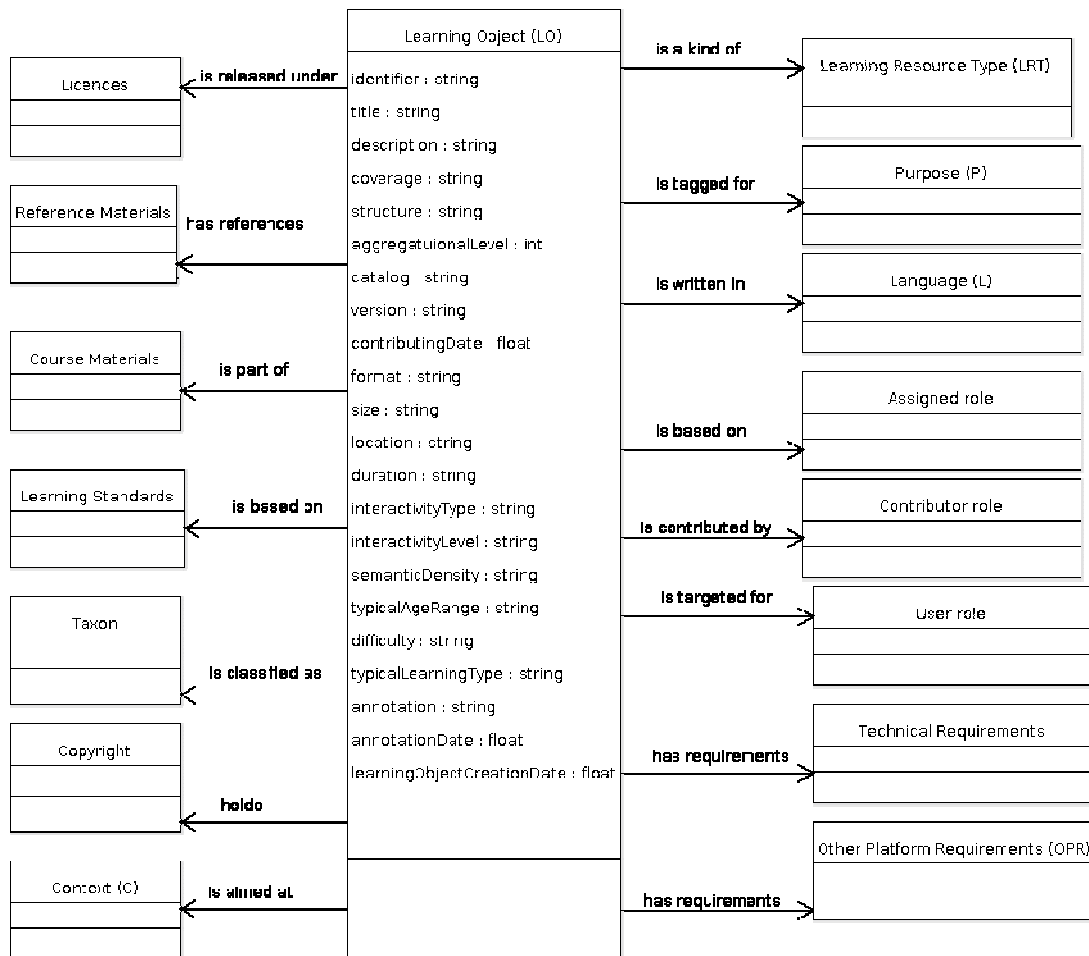 Learning Object (LO)
identifier : string
title : string
description : string
coverage : string
structure : string
aggregatuionalLevel : int
catalog : string
version : string
contributingDate : float
format : string
size : string
location : string
duration : string
interactivityType : string
interactivityLevel : string
semanticDensity : string
typicalAgeRange : string
difficulty : string
typicalLearningType : string
annotation : string
annotationDate : float
learningObjectCreationDate : float
Licences
is released under
Reference Materials
has references
Course Materials
is part of
Learning Standards
is based on
Taxon
is classified as
Copyright
holds
Context (C)
is aimed at
is a kind of
Learning Resource Type (LRT)
is tagged for
Purpose (P)
is written in
Language (L)
is based on
Assigned role
is contributed by
Contributor role
is targeted for
User role
has requirements
Technical Requirements
has requirements
Other Platform Requirements (OPR)